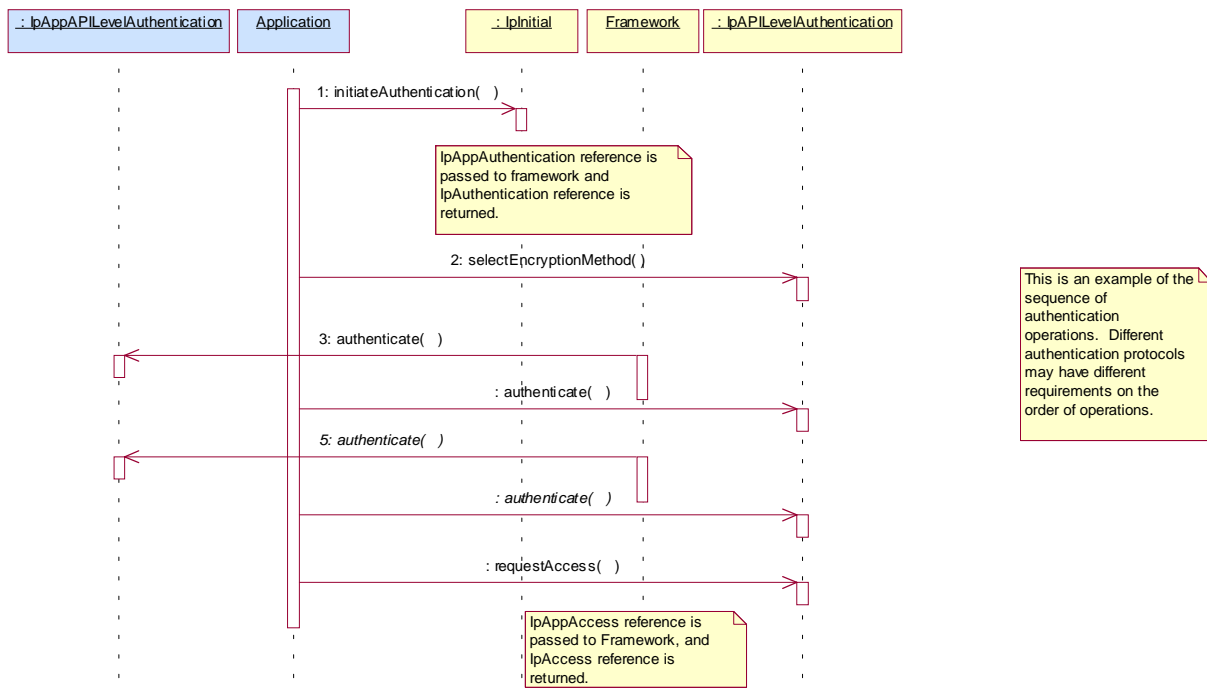 : IpAppAPILevelAuthentication
Application
: IpInitial
Framework
: IpAPILevelAuthentication
1: initiateAuthentication( )
IpAppAuthentication reference is
passed to framework and
IpAuthentication reference is
returned.
2: selectEncryptionMethod( )
This is an example of the
sequence of
authentication
operations. Different
authentication protocols
may have different
requirements on the
order of operations.
3: authenticate( )
: authenticate( )
5: authenticate( )
: authenticate( )
: requestAccess( )
IpAppAccess reference is
passed to Framework, and
IpAccess reference is
returned.